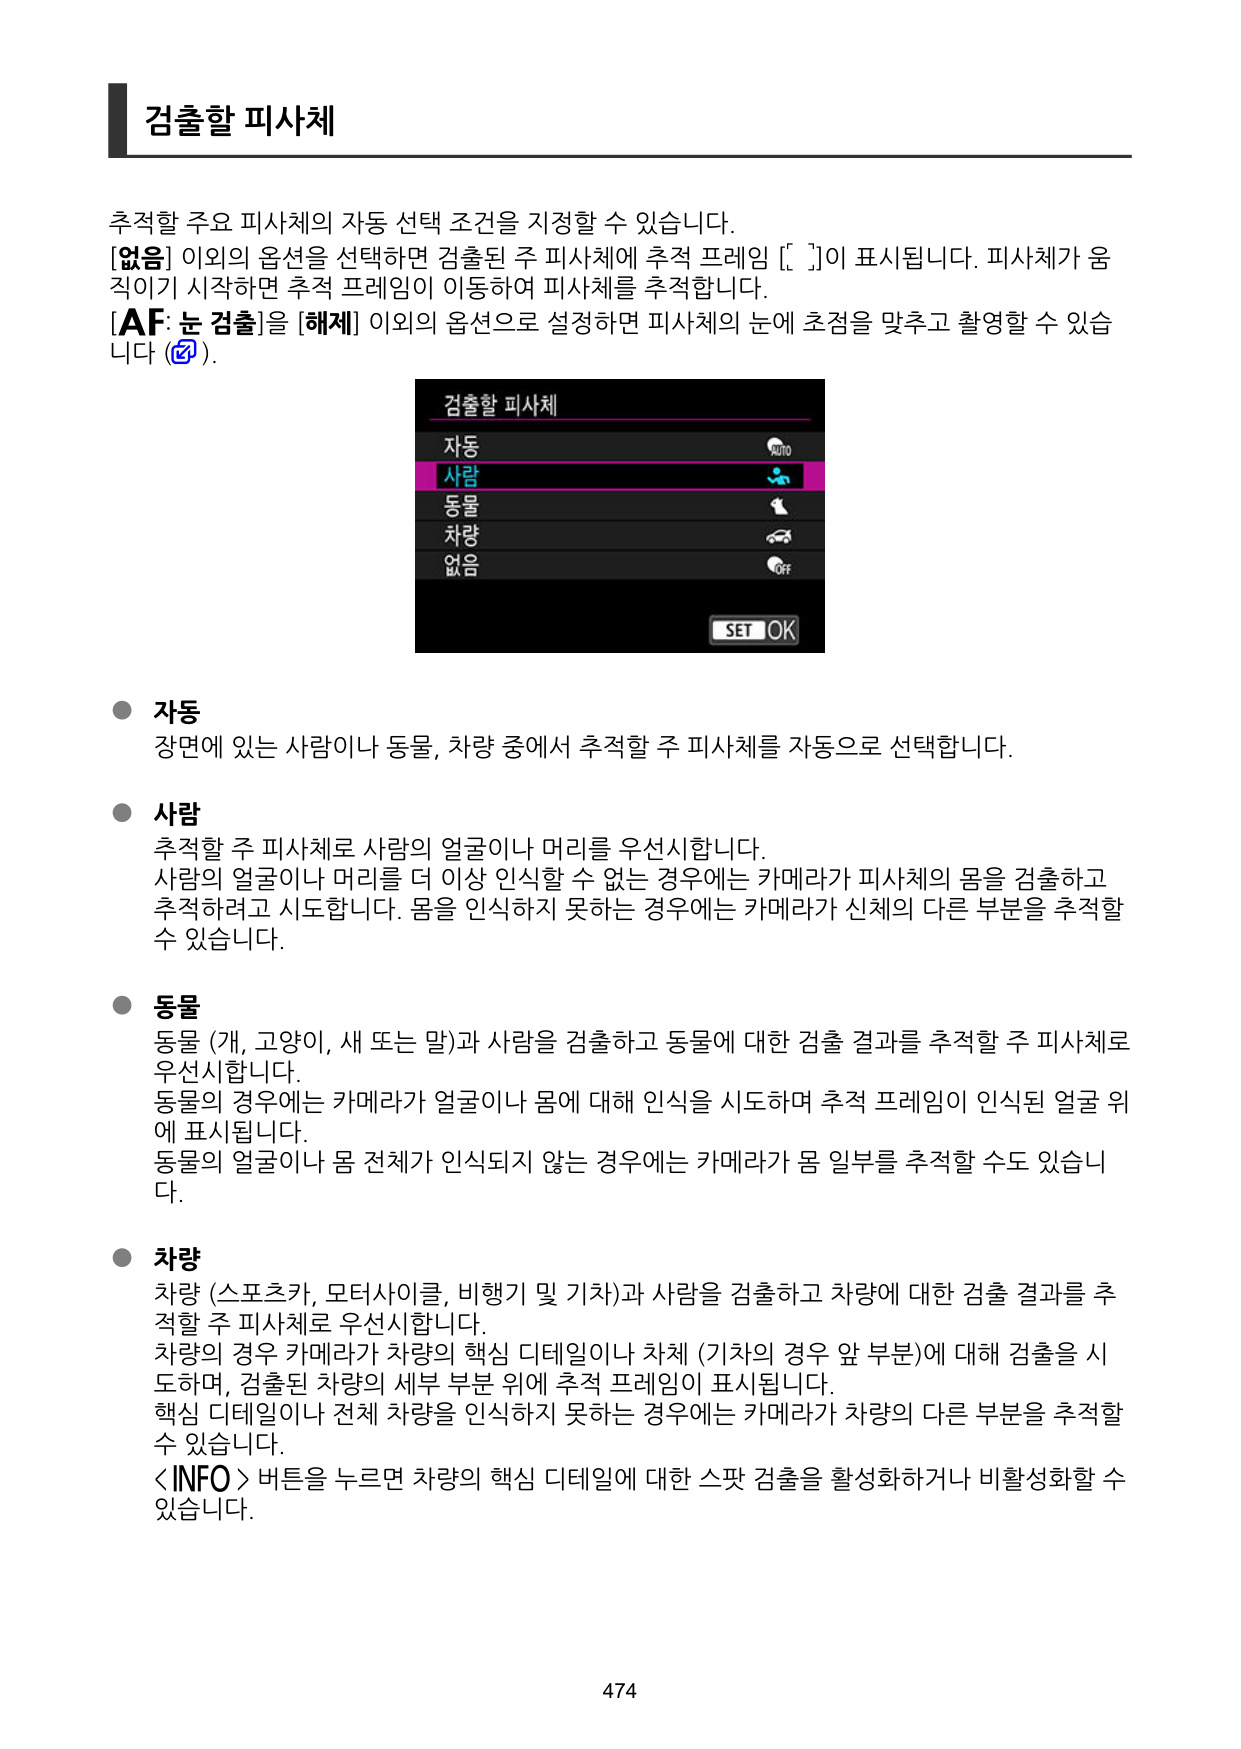 검출할 피사체
추적할 주요 피사체의 자동 선택 조건을 지정할 수 있습니다.
[없음] 이외의 옵션을 선택하면 검출된 주 피사체에 추적 프레임 [[ ]]이 표시됩니다. 피사체가 움
직이기 시작하면 추적 프레임이 이동하여 피사체를 추적합니다.
[AF: 눈 검출]을 [해제] 이외의 옵션으로 설정하면 피사체의 눈에 초점을 맞추고 촬영할 수 있습
니다 ( ).
검출할 피사체
자동 AUTO
사람
동물
차량
없음 OFF
SET OK
● 자동
장면에 있는 사람이나 동물, 차량 중에서 추적할 주 피사체를 자동으로 선택합니다.
● 사람
추적할 주 피사체로 사람의 얼굴이나 머리를 우선시합니다.
사람의 얼굴이나 머리를 더 이상 인식할 수 없는 경우에는 카메라가 피사체의 몸을 검출하고
추적하려고 시도합니다. 몸을 인식하지 못하는 경우에는 카메라가 신체의 다른 부분을 추적할
수 있습니다.
● 동물
동물 (개, 고양이, 새 또는 말)과 사람을 검출하고 동물에 대한 검출 결과를 추적할 주 피사체로
우선시합니다.
동물의 경우에는 카메라가 얼굴이나 몸에 대해 인식을 시도하며 추적 프레임이 인식된 얼굴 위
에 표시됩니다.
동물의 얼굴이나 몸 전체가 인식되지 않는 경우에는 카메라가 몸 일부를 추적할 수도 있습니
다.
● 차량
차량 (스포츠카, 모터사이클, 비행기 및 기차)과 사람을 검출하고 차량에 대한 검출 결과를 추
적할 주 피사체로 우선시합니다.
차량의 경우 카메라가 차량의 핵심 디테일이나 차체 (기차의 경우 앞 부분)에 대해 검출을 시
도하며, 검출된 차량의 세부 부분 위에 추적 프레임이 표시됩니다.
핵심 디테일이나 전체 차량을 인식하지 못하는 경우에는 카메라가 차량의 다른 부분을 추적할
수 있습니다.
<INFO> 버튼을 누르면 차량의 핵심 디테일에 대한 스팟 검출을 활성화하거나 비활성화할 수
있습니다.
474